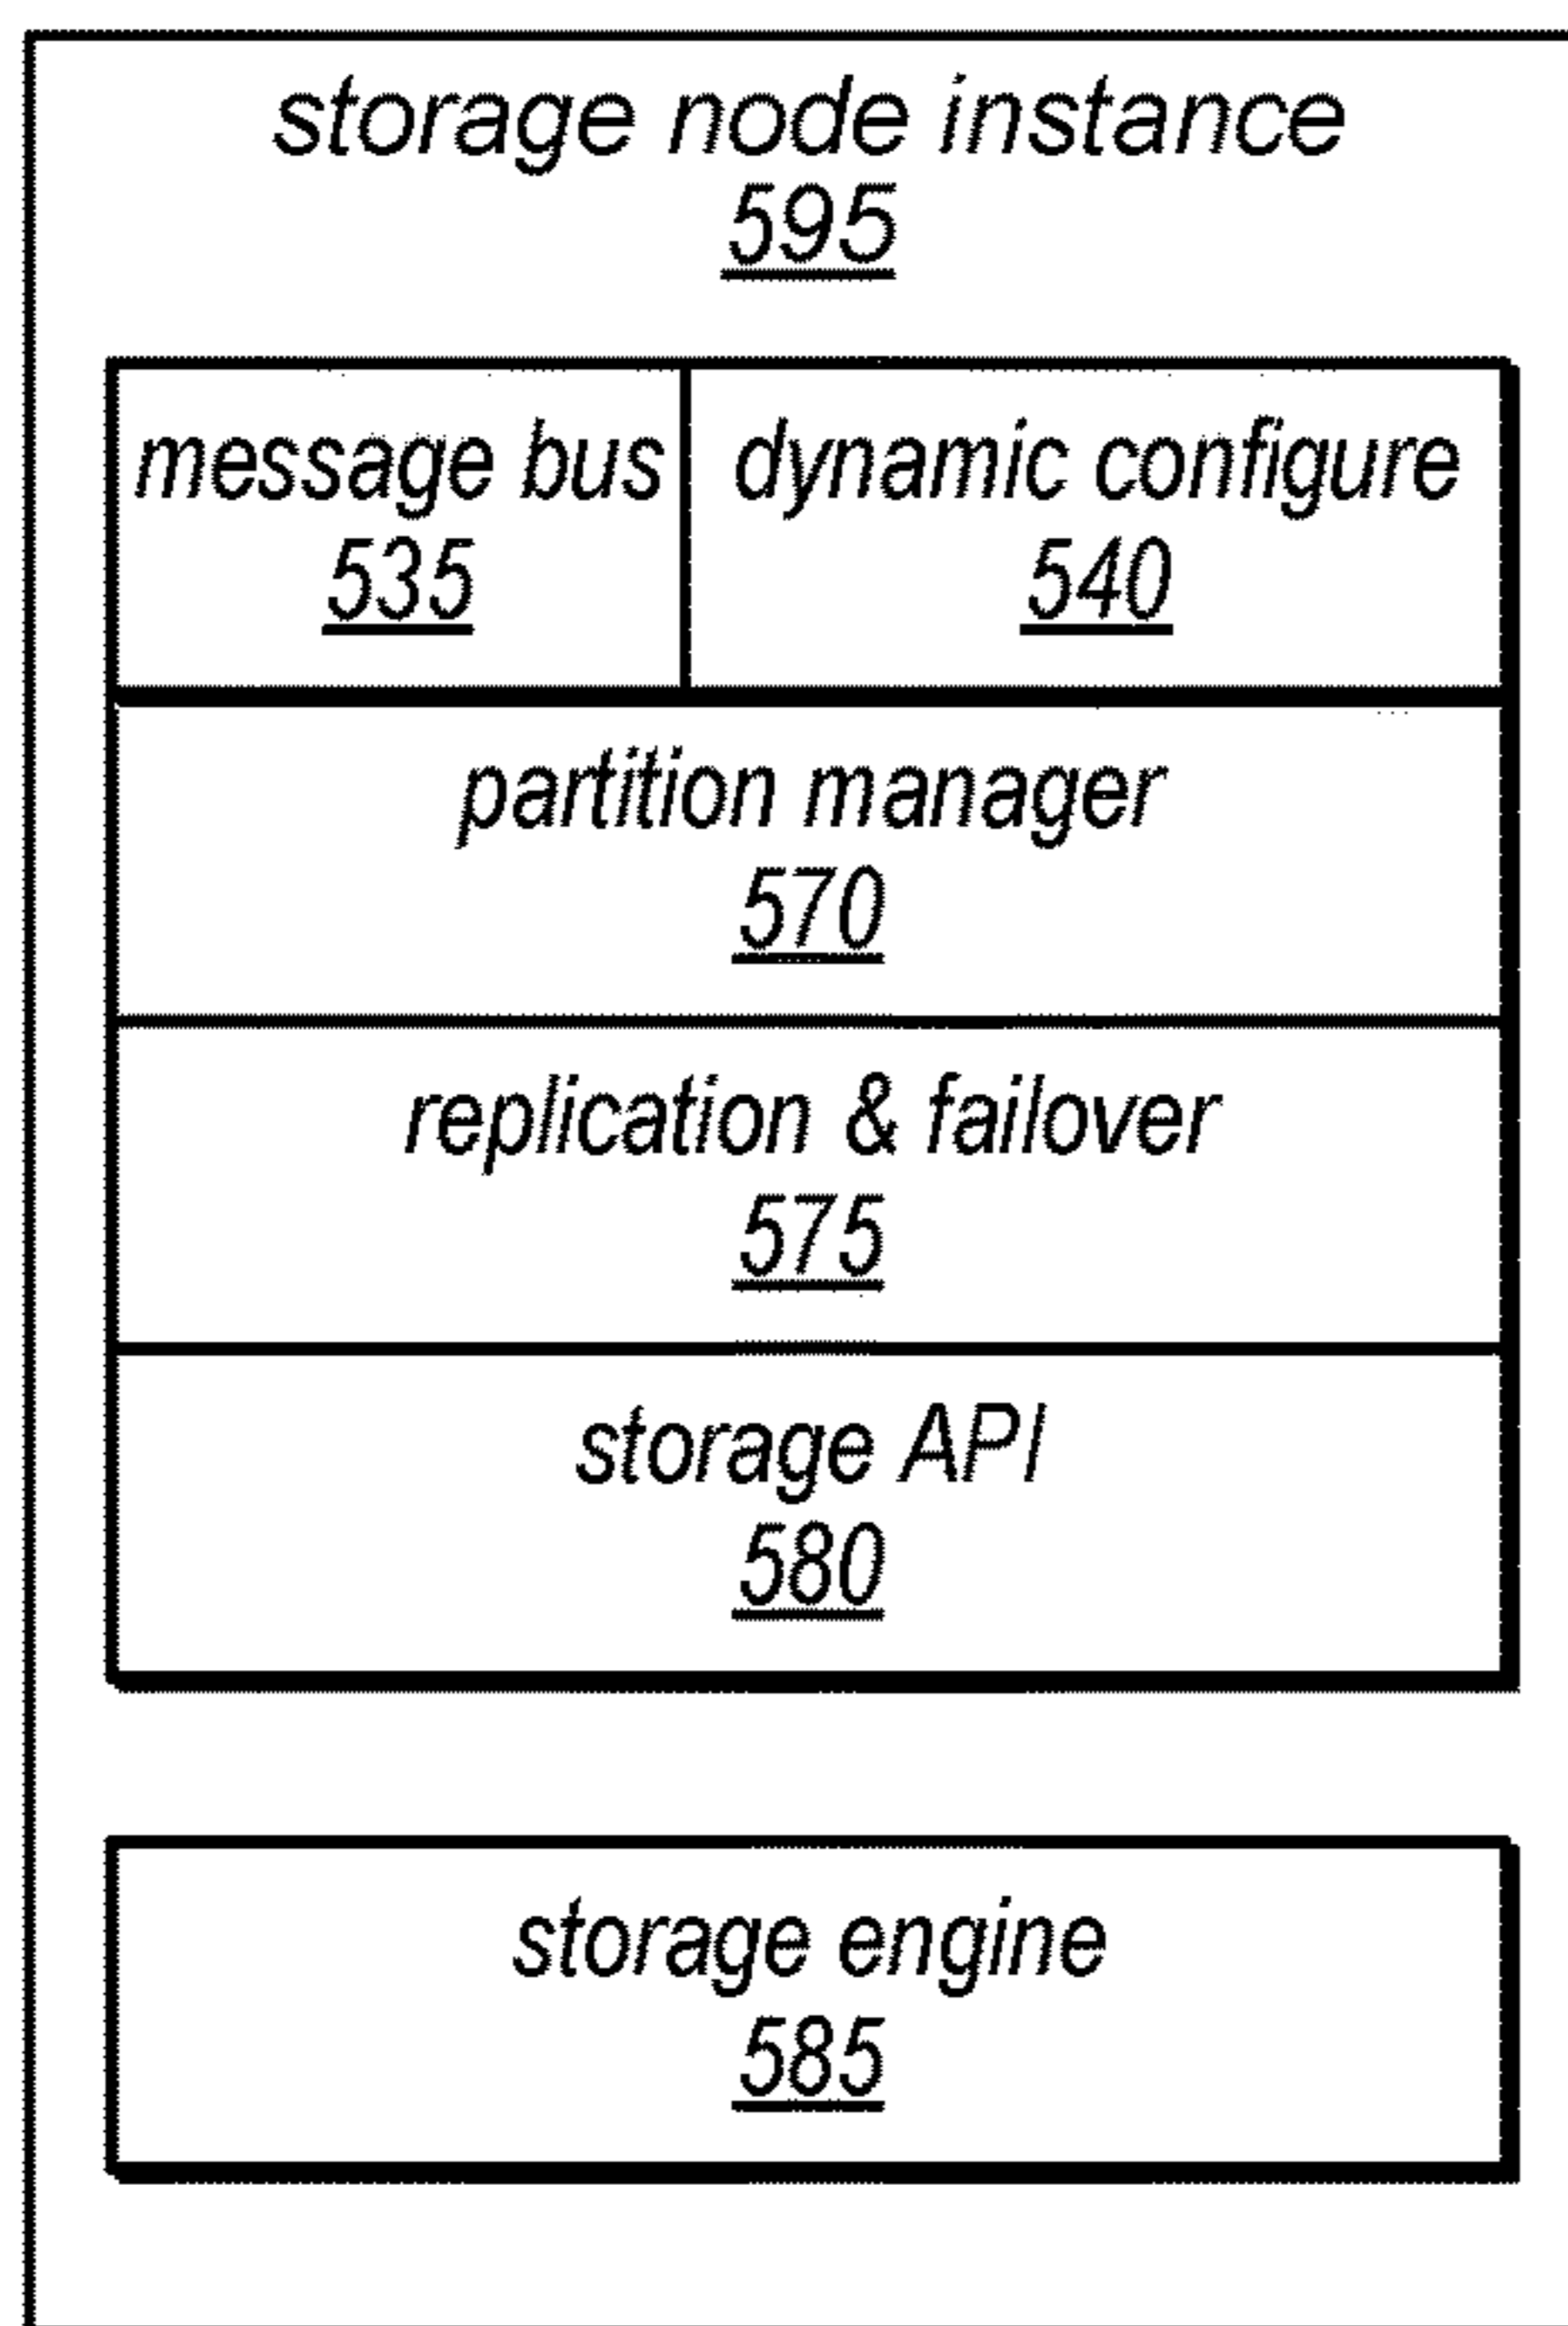 storage node instance
595
message bus
535
dynamic configure
540
partition manager
570
replication & failover
575
storage API
580
storage engine
585